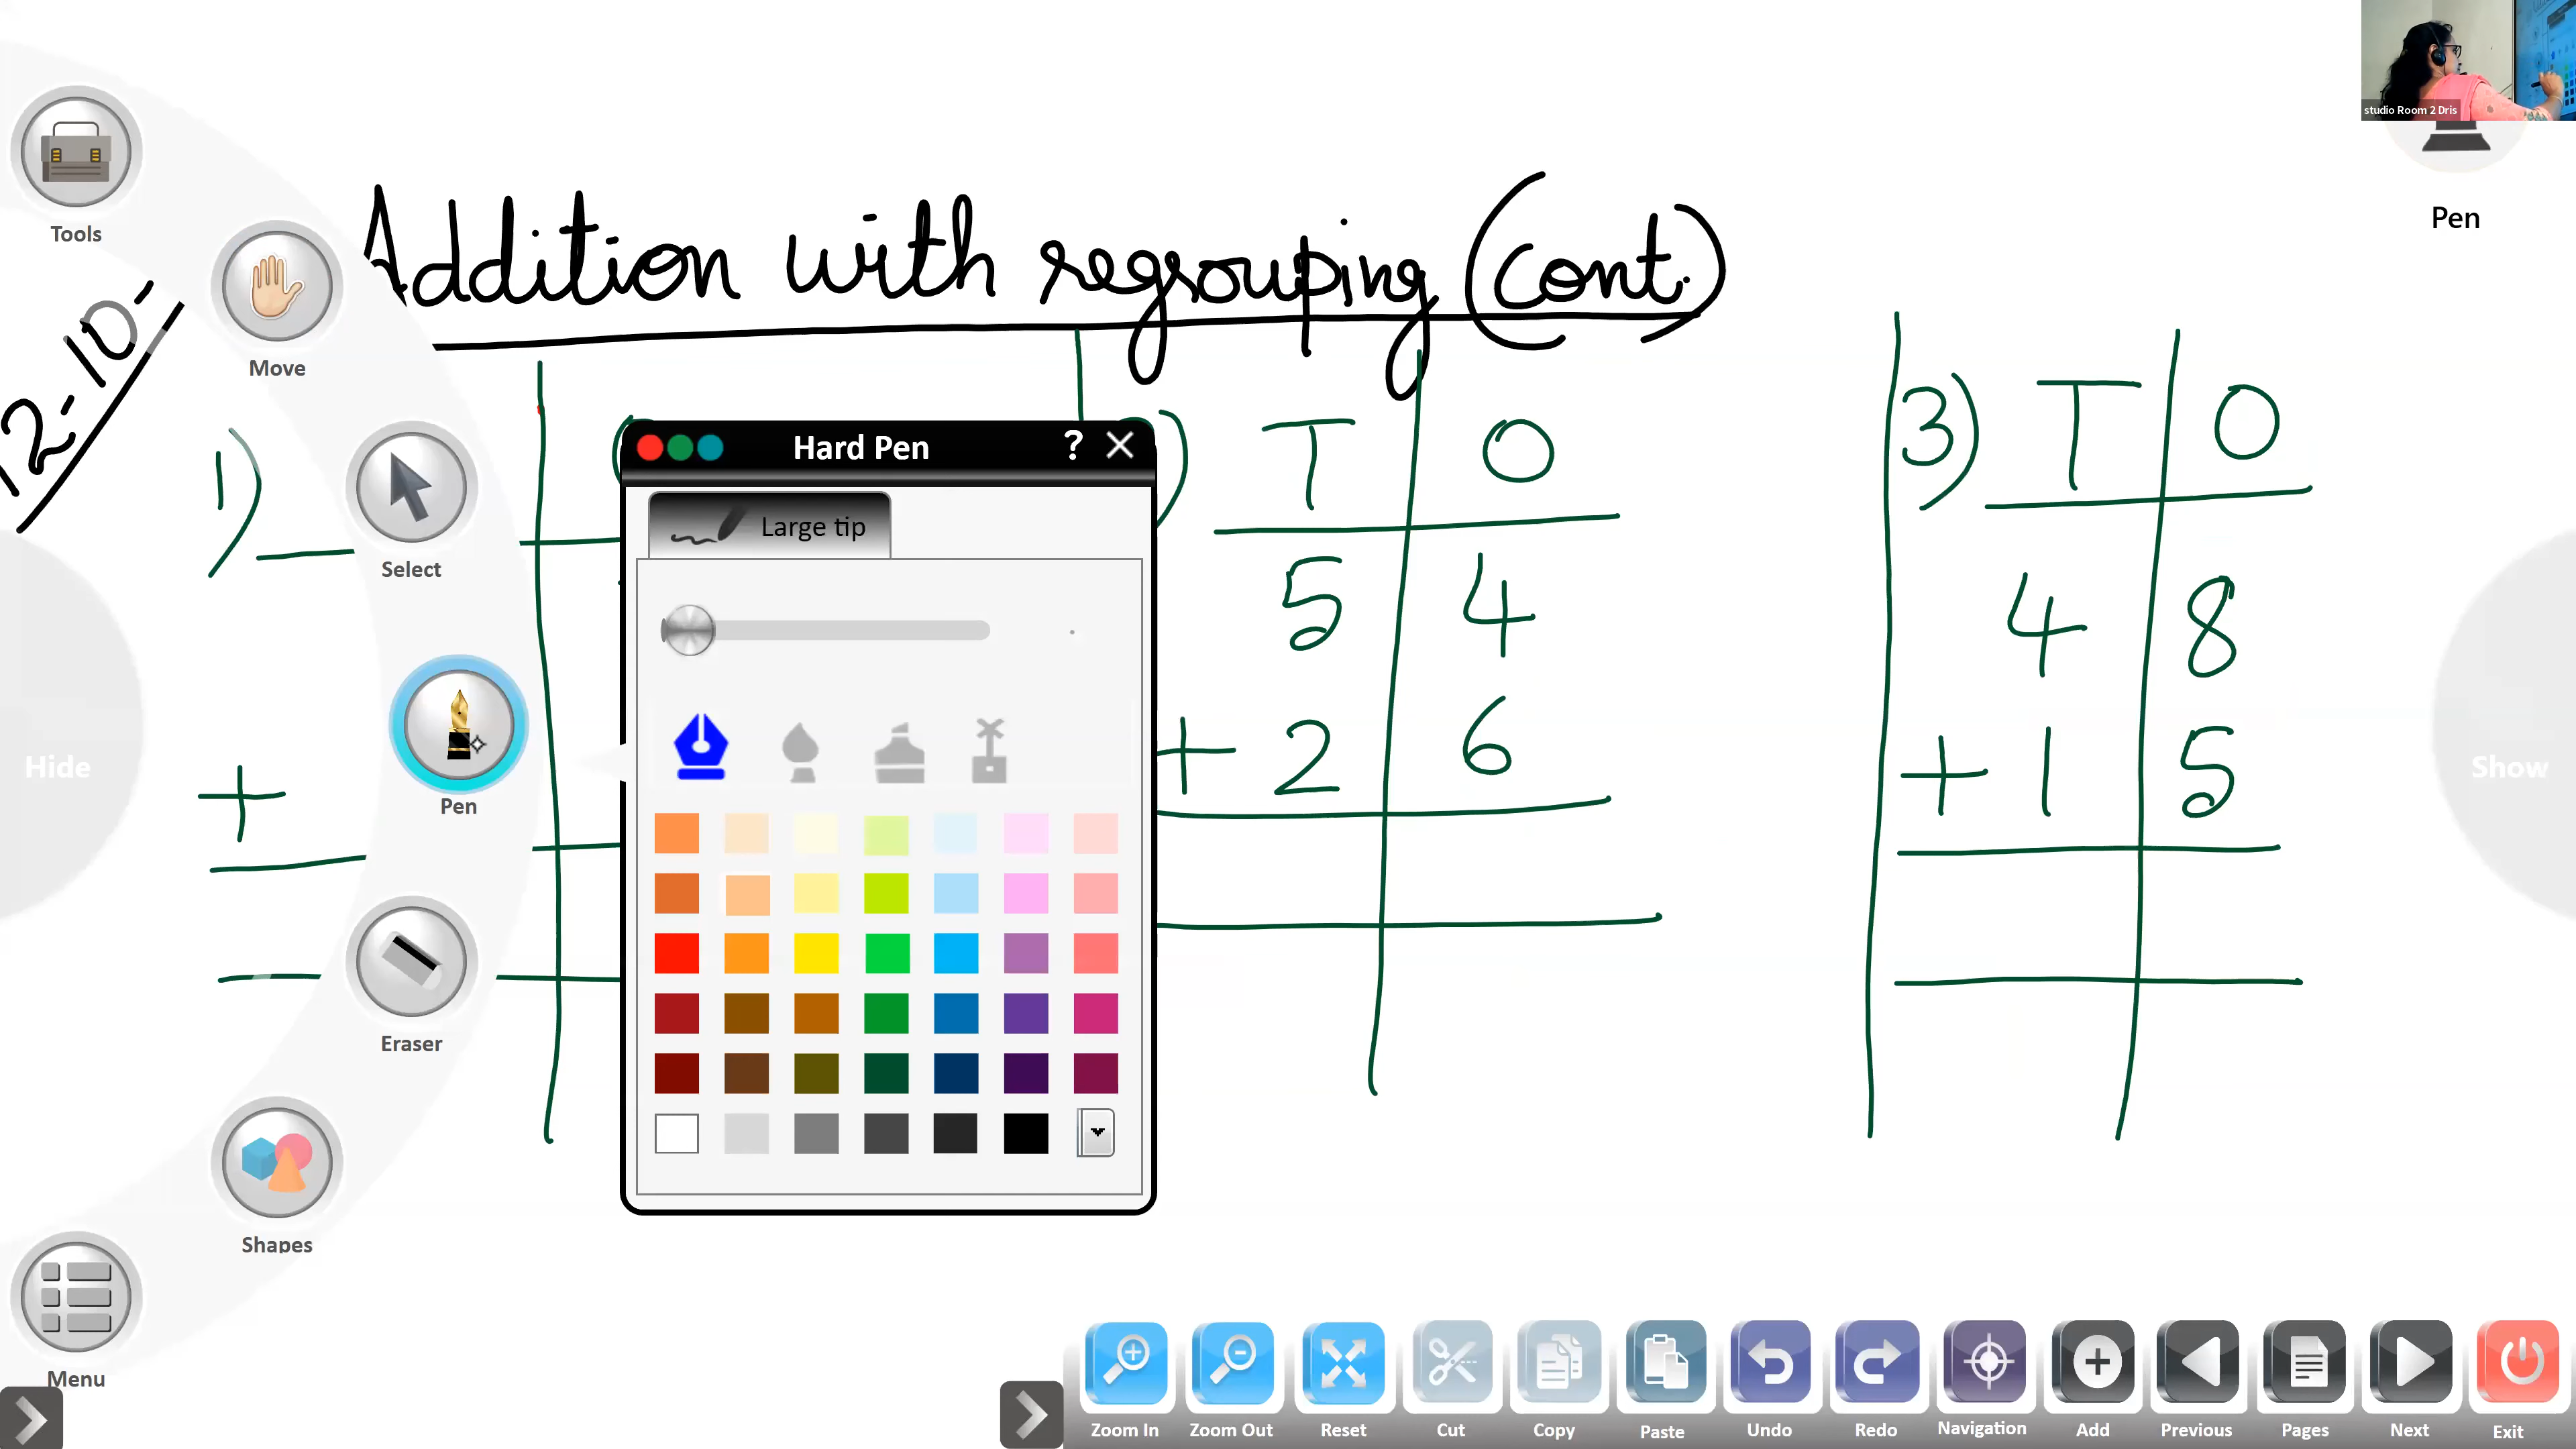 studio Room 2 Dris
Pen
Tools
Addition with regrouping (cont.)
12-10-
Move
1)
Select
Pen
Eraser
Shapes
Menu
Hide
Show
+
Hard Pen ? ×
Large tip
) T O
5 4
+ 2 6
3) T O
4 8
+ 1 5
Zoom In Zoom Out Reset Cut Copy Paste Undo Redo Navigation Add Previous Pages Next Exit